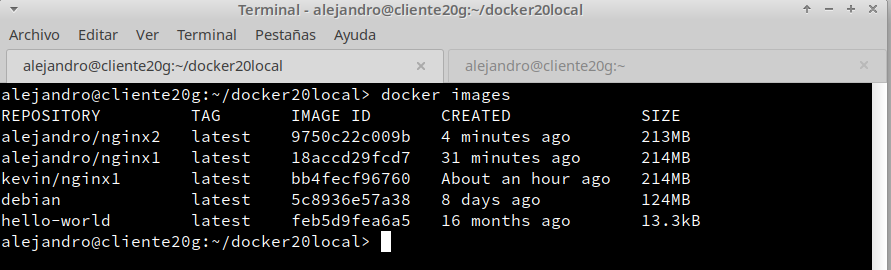 Terminal - alejandro@cliente20g:~/docker20local
Archivo Editar Ver Terminal Pestañas Ayuda
alejandro@cliente20g:~/docker20local alejandro@cliente20g:~
alejandro@cliente20g:~/docker20local> docker images
REPOSITORY TAG IMAGE ID CREATED SIZE
alejandro/nginx2 latest 9750c22c009b 4 minutes ago 213MB
alejandro/nginx1 latest 18accd29fcd7 31 minutes ago 214MB
kevin/nginx1 latest bb4fecf96760 About an hour ago 214MB
debian latest 5c8936e57a38 8 days ago 124MB
hello-world latest feb5d9fea6a5 16 months ago 13.3kB
alejandro@cliente20g:~/docker20local>